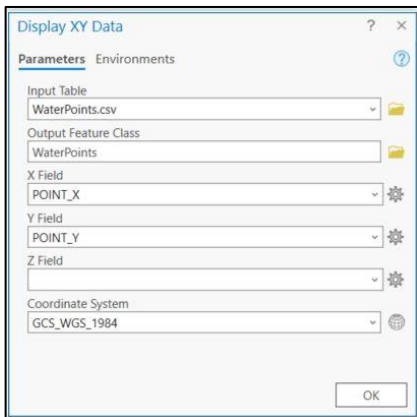 Display XY Data ? ×
Parameters Environments ?
Input Table
WaterPoints.csv
Output Feature Class
WaterPoints
X Field
POINT_X
Y Field
POINT_Y
Z Field
Coordinate System
GCS_WGS_1984
OK